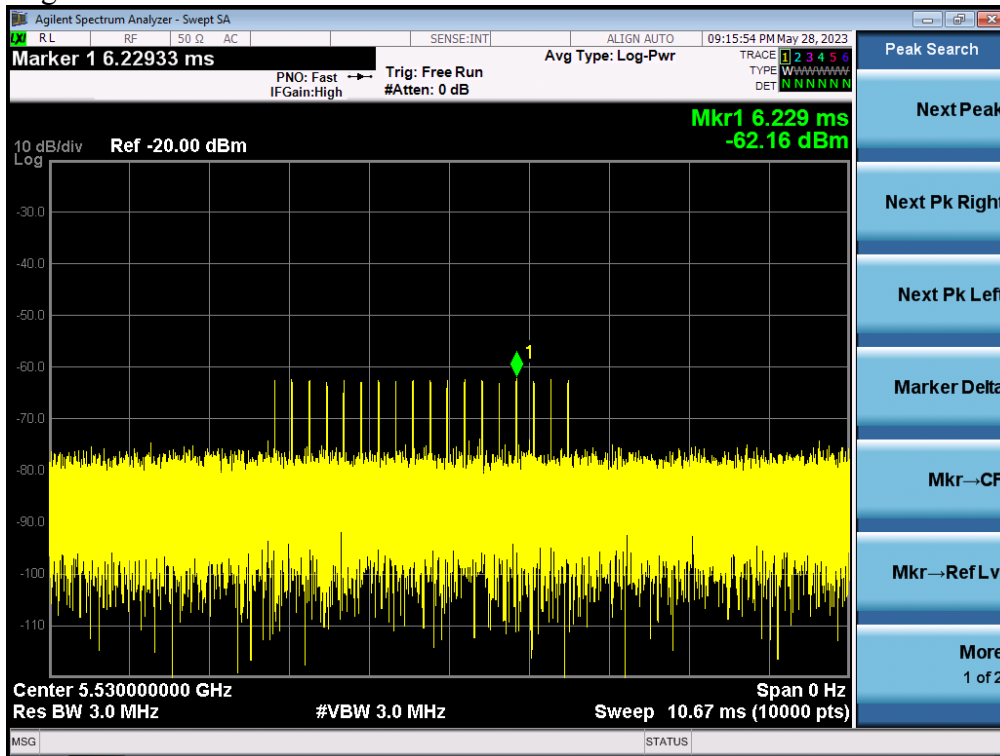 Agilent Spectrum Analyzer - Swept SA
LXI RL RF 50 Ω AC SENSE:INT ALIGN AUTO 09:15:54 PM May 28, 2023
Marker 1 6.22933 ms
PNO: Fast
IFGain:High
Trig: Free Run
#Atten: 0 dB
Avg Type: Log-Pwr
TRACE 1 2 3 4 5 6
TYPE WWWWWW
DET N N N N N N
Mkr1 6.229 ms
-62.16 dBm
10 dB/div Ref -20.00 dBm
Log
-30.0
-40.0
-50.0
-60.0
-70.0
-80.0
-90.0
-100
-110
1
Center 5.530000000 GHz Span 0 Hz
Res BW 3.0 MHz #VBW 3.0 MHz Sweep 10.67 ms (10000 pts)
MSG STATUS
Peak Search
Next Peak
Next Pk Right
Next Pk Left
Marker Delta
Mkr→CF
Mkr→Ref Lv
More
1 of 2